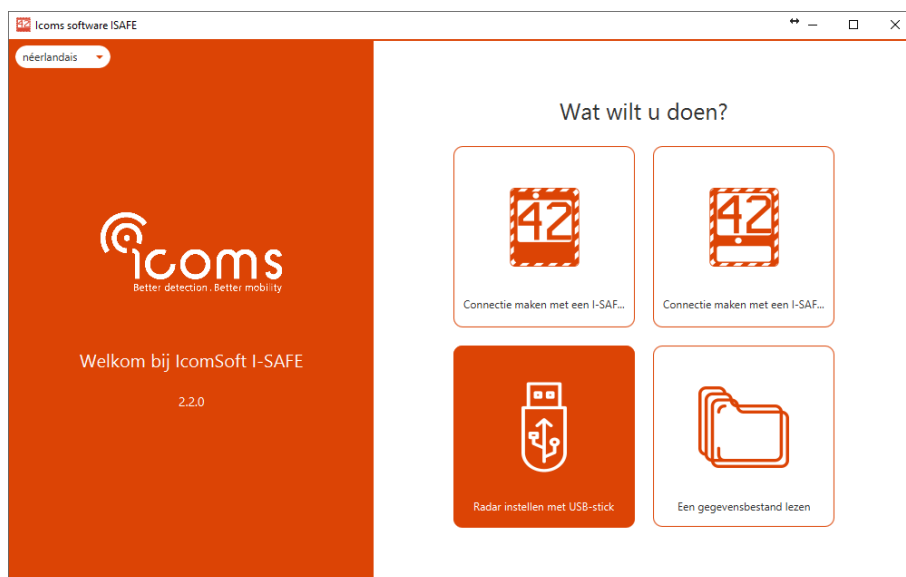 Icoms software ISAFE
néerlandais
Wat wilt u doen?
42
42
Connectie maken met een I-SAF...
Connectie maken met een I-SAF...
icoms
Better detection. Better mobility
Welkom bij IcomSoft I-SAFE
2.2.0
Radar instellen met USB-stick
Een gegevensbestand lezen